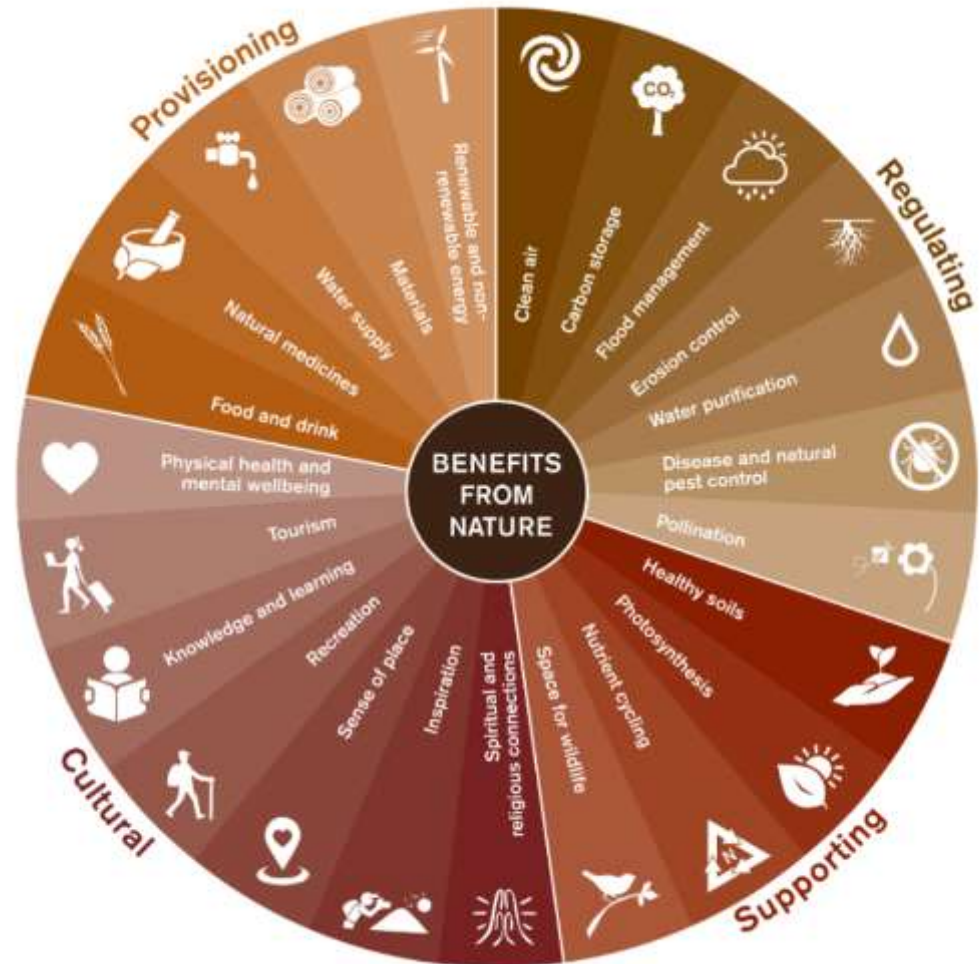 BENEFITS
FROM
NATURE
Provisioning
Renewable and non-
renewable energy
Materials
Water supply
Natural medicines
Food and drink
Regulating
Clean air
CO₂
Carbon storage
Flood management
Erosion control
Water purification
Disease and natural
pest control
Pollination
Supporting
Healthy soils
Photosynthesis
Nutrient cycling
N
Space for wildlife
Cultural
Spiritual and
religious connections
Inspiration
Sense of place
Recreation
Knowledge and learning
Tourism
Physical health and
mental wellbeing